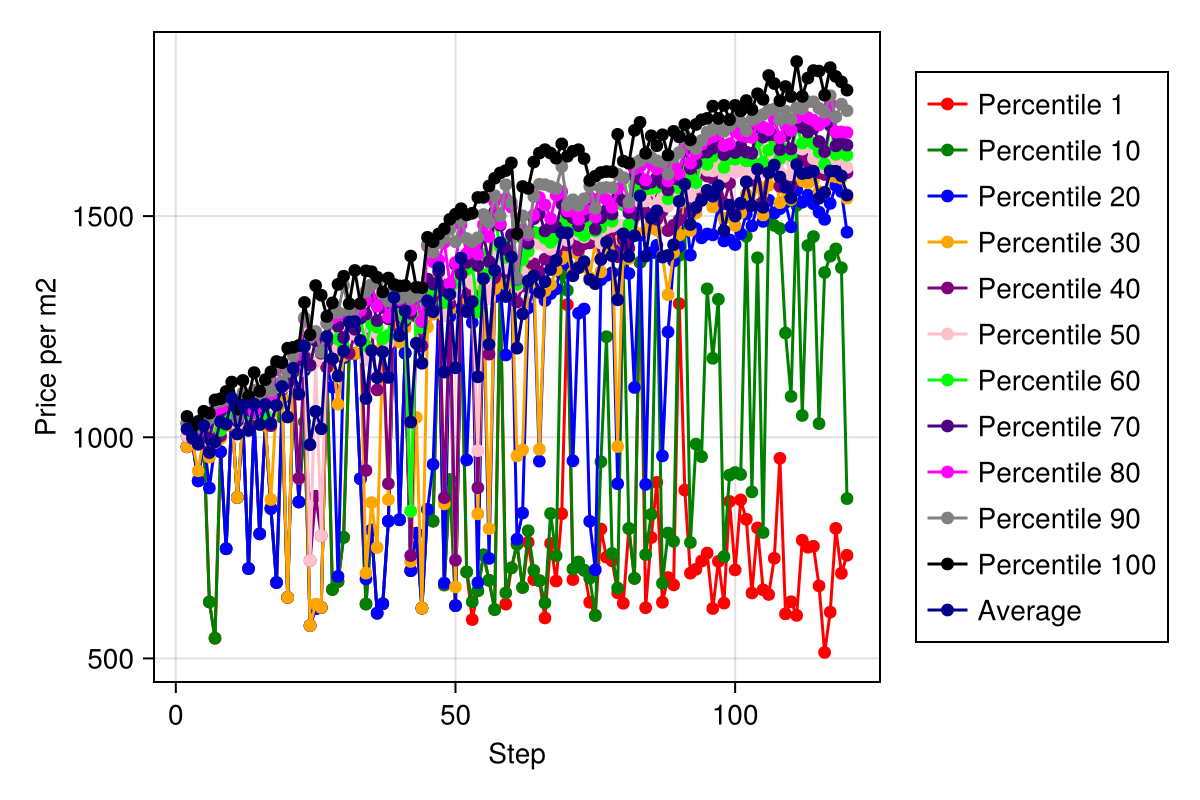 Price per m2
1500
1000
500
0
50
100
Step
Percentile 1
Percentile 10
Percentile 20
Percentile 30
Percentile 40
Percentile 50
Percentile 60
Percentile 70
Percentile 80
Percentile 90
Percentile 100
Average